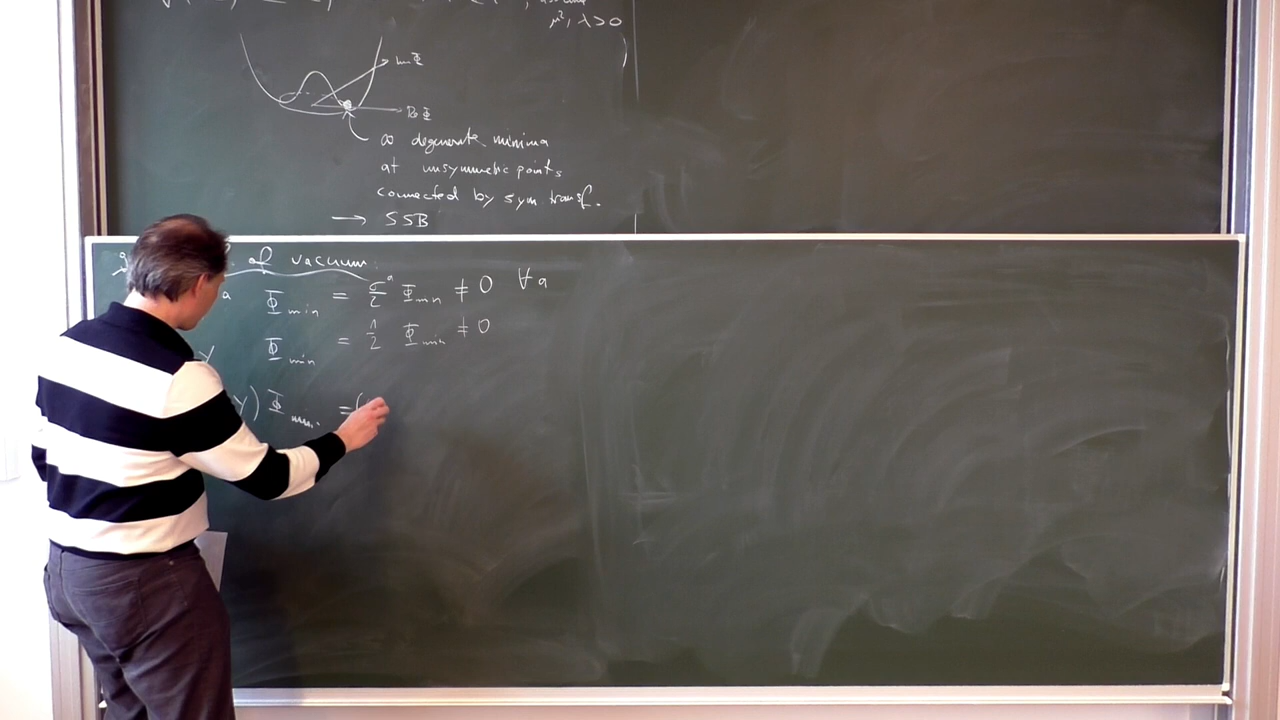 μ², λ > 0
Im Φ
Re Φ
∞ degenerate minima
at unsymmetric points
connected by sym. transf.
→ SSB
of vacuum:
a Φ_min = σ^a/2 Φ_min ≠ 0 ∀a
Y Φ_min = 1/2 Φ_min ≠ 0
Y) Φ_min. = (